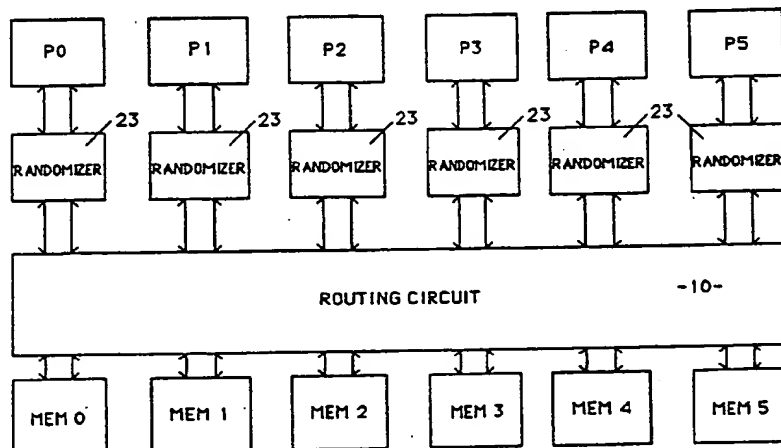 P0 P1 P2 P3 P4 P5
23 23 23 23 23
RANDOMIZER RANDOMIZER RANDOMIZER RANDOMIZER RANDOMIZER RANDOMIZER
ROUTING CIRCUIT -10-
MEM 0 MEM 1 MEM 2 MEM 3 MEM 4 MEM 5